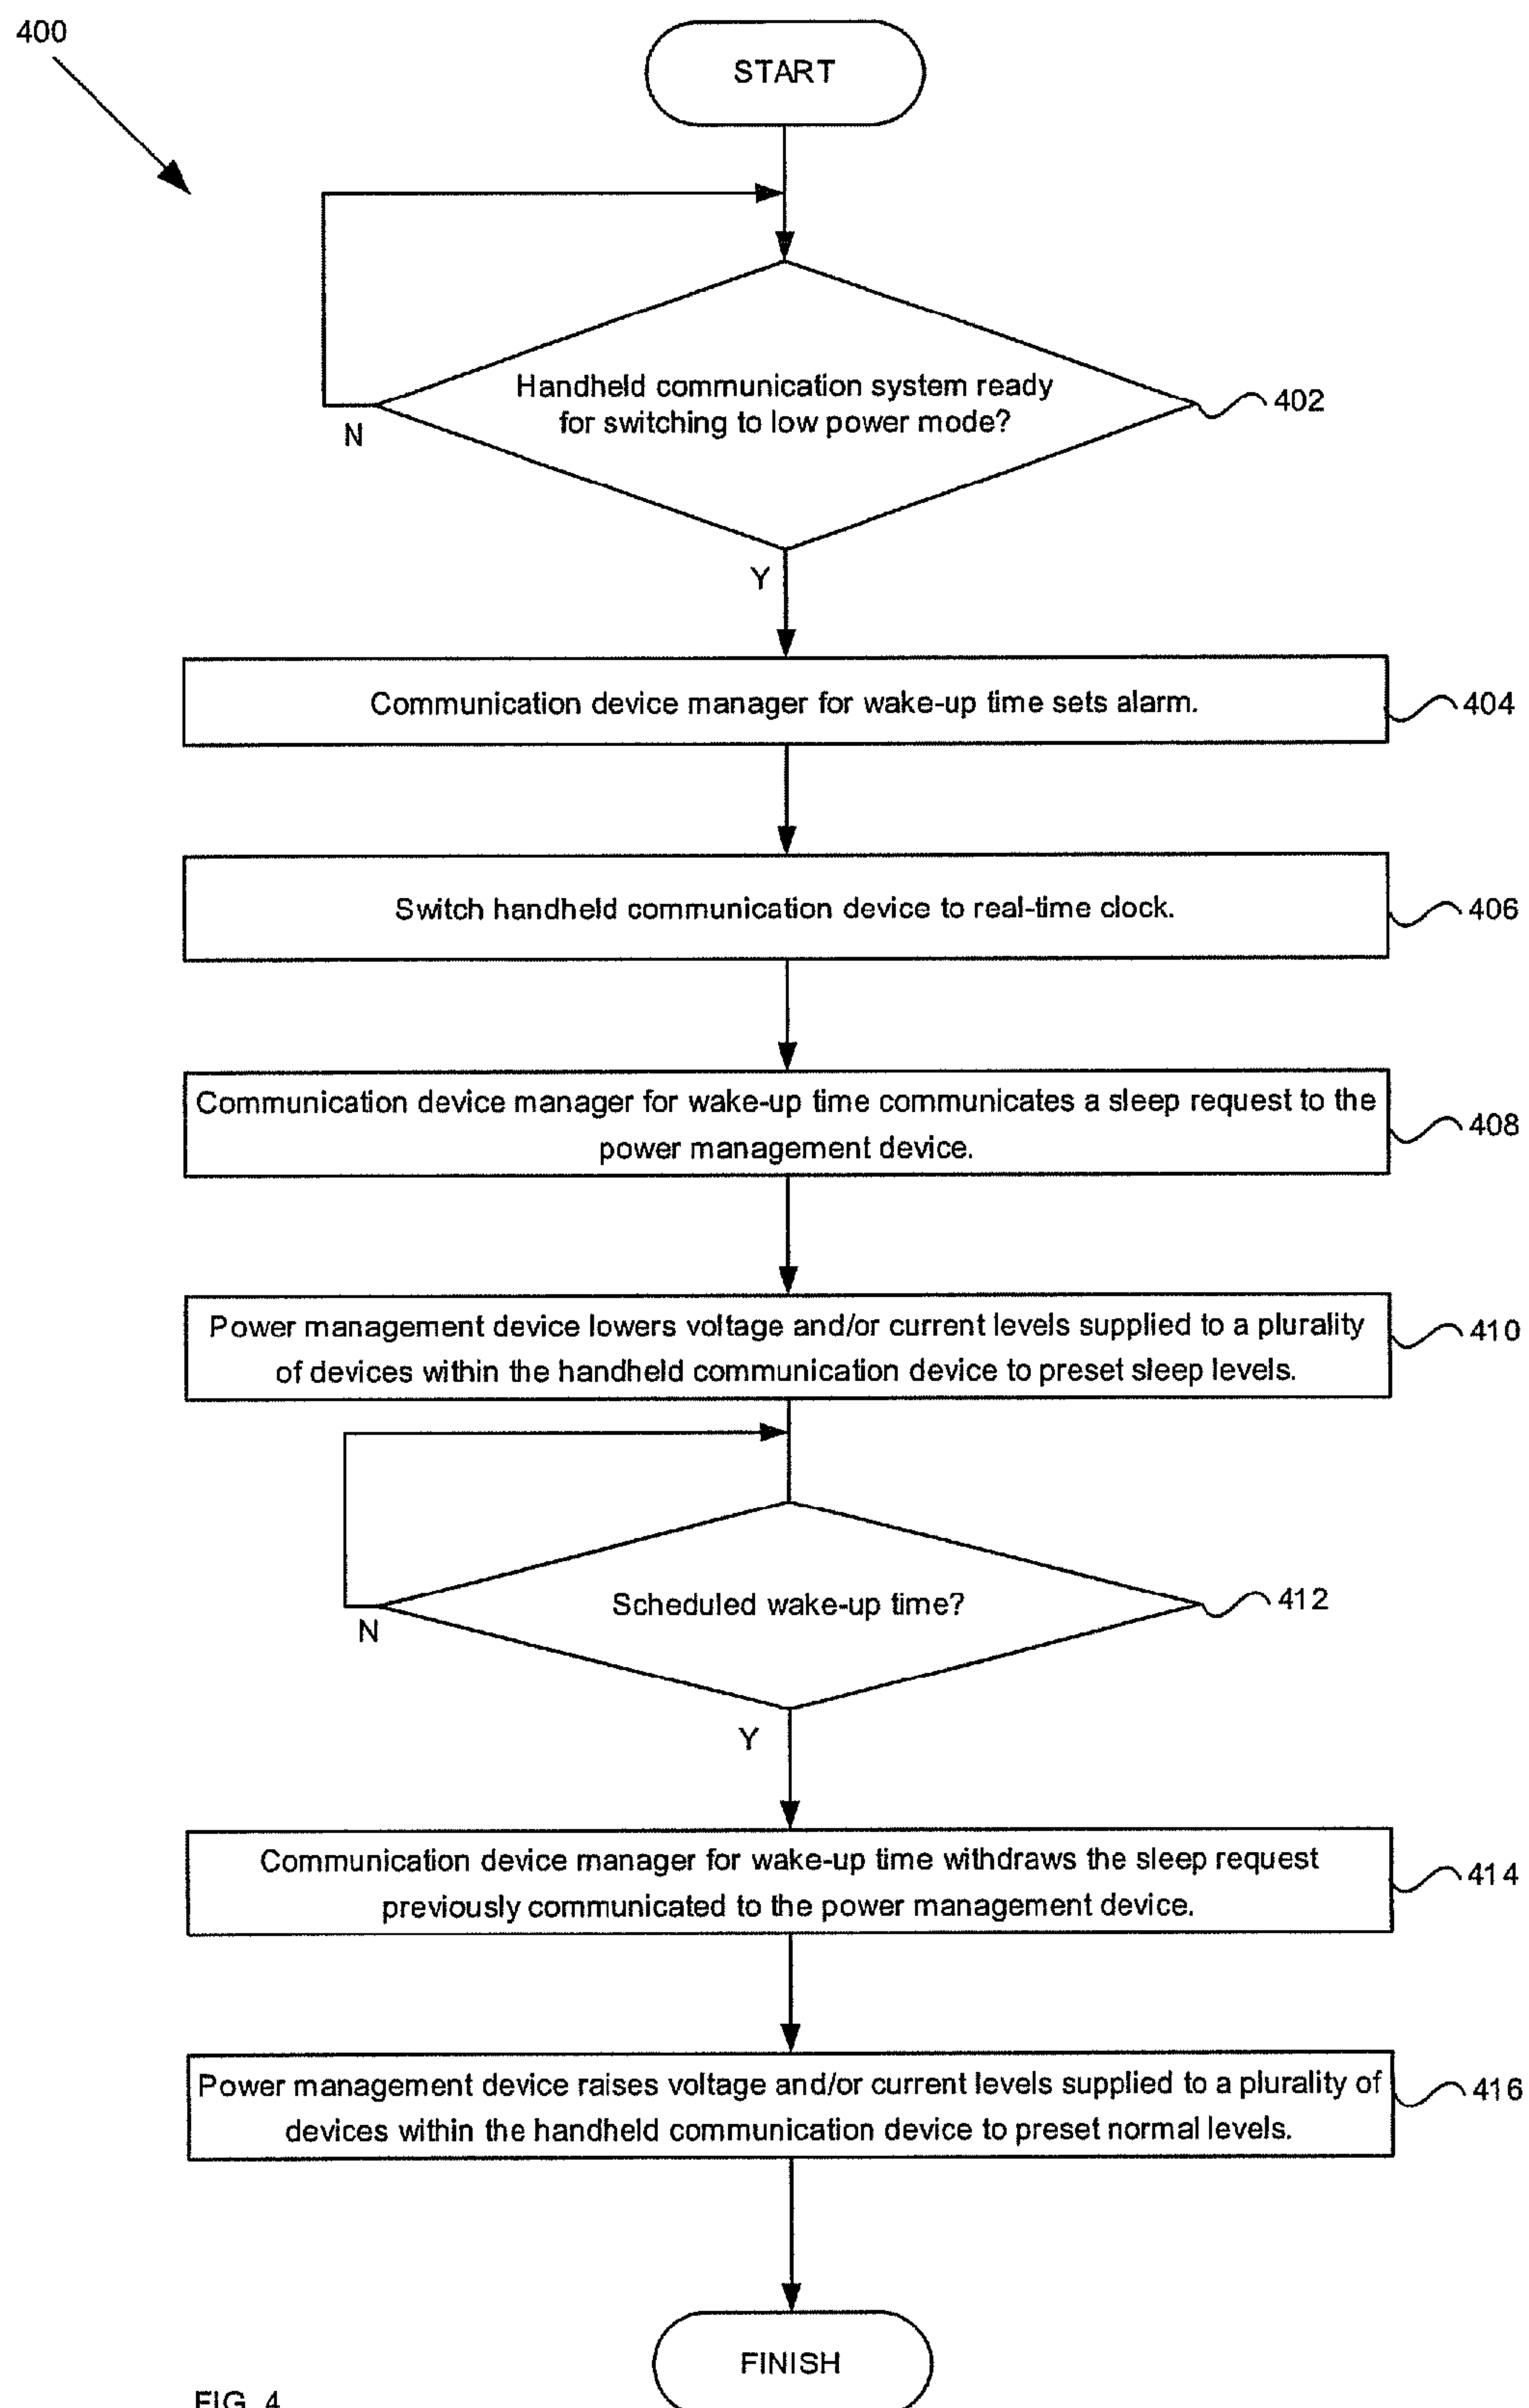 400
START
Handheld communication system ready
for switching to low power mode?
402
N
Y
Communication device manager for wake-up time sets alarm.
404
Switch handheld communication device to real-time clock.
406
Communication device manager for wake-up time communicates a sleep request to the
power management device.
408
Power management device lowers voltage and/or current levels supplied to a plurality
of devices within the handheld communication device to preset sleep levels.
410
Scheduled wake-up time?
412
N
Y
Communication device manager for wake-up time withdraws the sleep request
previously communicated to the power management device.
414
Power management device raises voltage and/or current levels supplied to a plurality of
devices within the handheld communication device to preset normal levels.
416
FINISH
FIG. 4